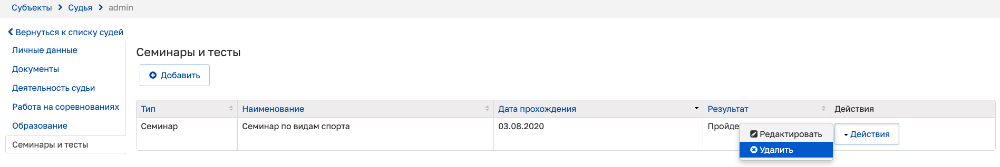 Субъекты Судья admin
Вернуться к списку судей
Личные данные
Документы
Деятельность судьи
Работа на соревнованиях
Образование
Семинары и тесты
Семинары и тесты
Добавить
Тип Наименование Дата прохождения Результат Действия
Семинар Семинар по видам спорта 03.08.2020 Пройде
Редактировать
Удалить
Действия